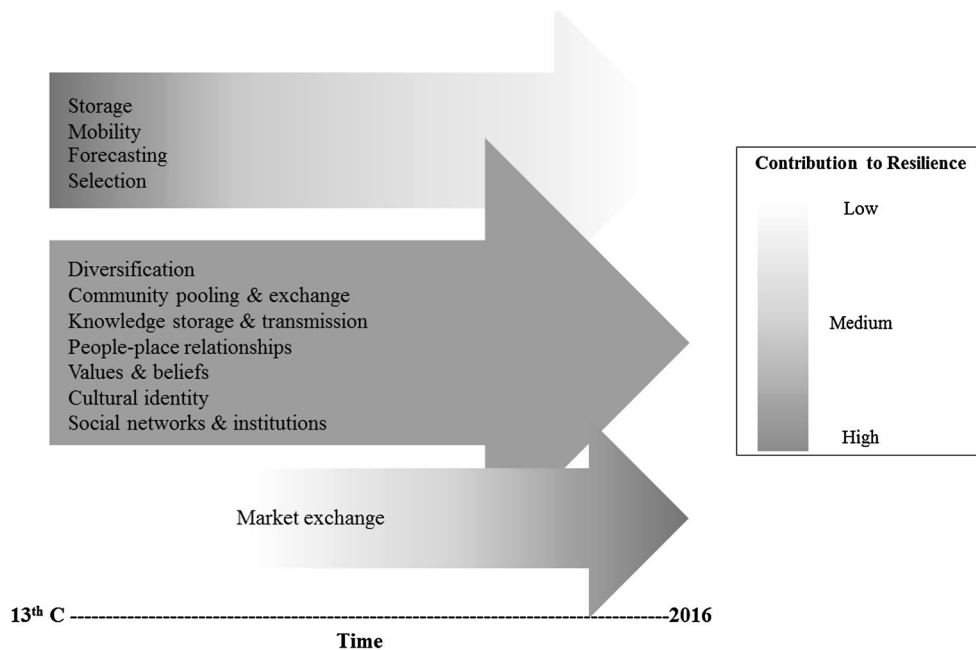 Storage
Mobility
Forecasting
Selection
Diversification
Community pooling & exchange
Knowledge storage & transmission
People-place relationships
Values & beliefs
Cultural identity
Social networks & institutions
Market exchange
13th C ---------------------------------------------------------------------------2016
Time
Contribution to Resilience
Low
Medium
High